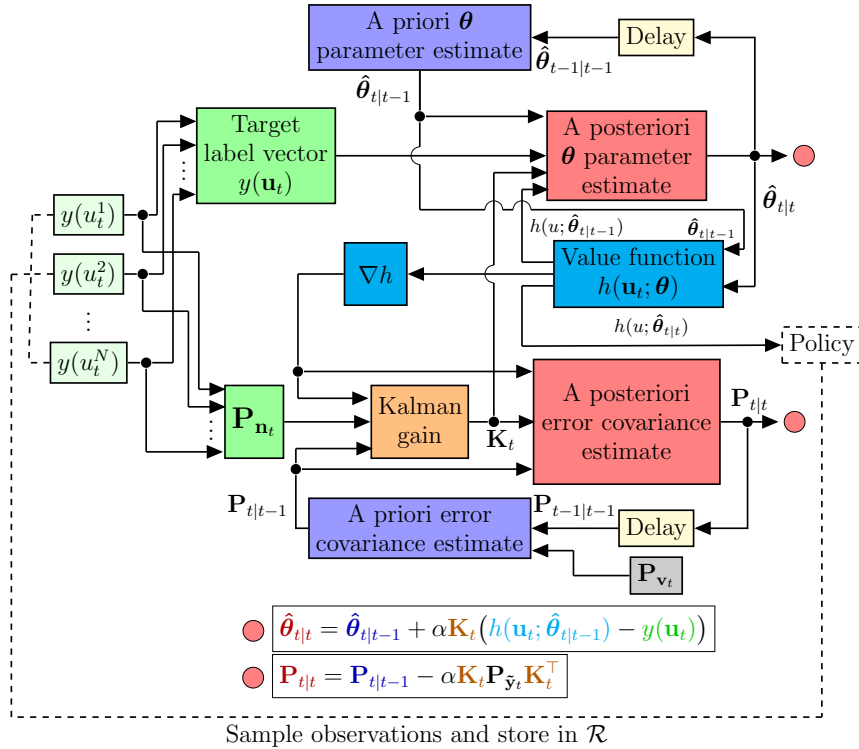 A priori θ
parameter estimate
Delay
θ̂_{t−1|t−1}
θ̂_{t|t−1}
Target
label vector
y(𝐮_t)
A posteriori
θ parameter
estimate
θ̂_{t|t}
y(u_t^1)
y(u_t^2)
⋮
y(u_t^N)
h(u; θ̂_{t|t−1})
θ̂_{t|t−1}
∇h
Value function
h(𝐮_t; θ)
h(u; θ̂_{t|t})
Policy
𝐏_{𝐧_t}
Kalman
gain
𝐊_t
A posteriori
error covariance
estimate
𝐏_{t|t}
𝐏_{t|t−1}
A priori error
covariance estimate
𝐏_{t−1|t−1}
Delay
𝐏_{𝐯_t}
θ̂_{t|t} = θ̂_{t|t−1} + α𝐊_t(h(𝐮_t; θ̂_{t|t−1}) − y(𝐮_t))
𝐏_{t|t} = 𝐏_{t|t−1} − α𝐊_t𝐏_{ỹ_t}𝐊_t^⊤
Sample observations and store in ℛ